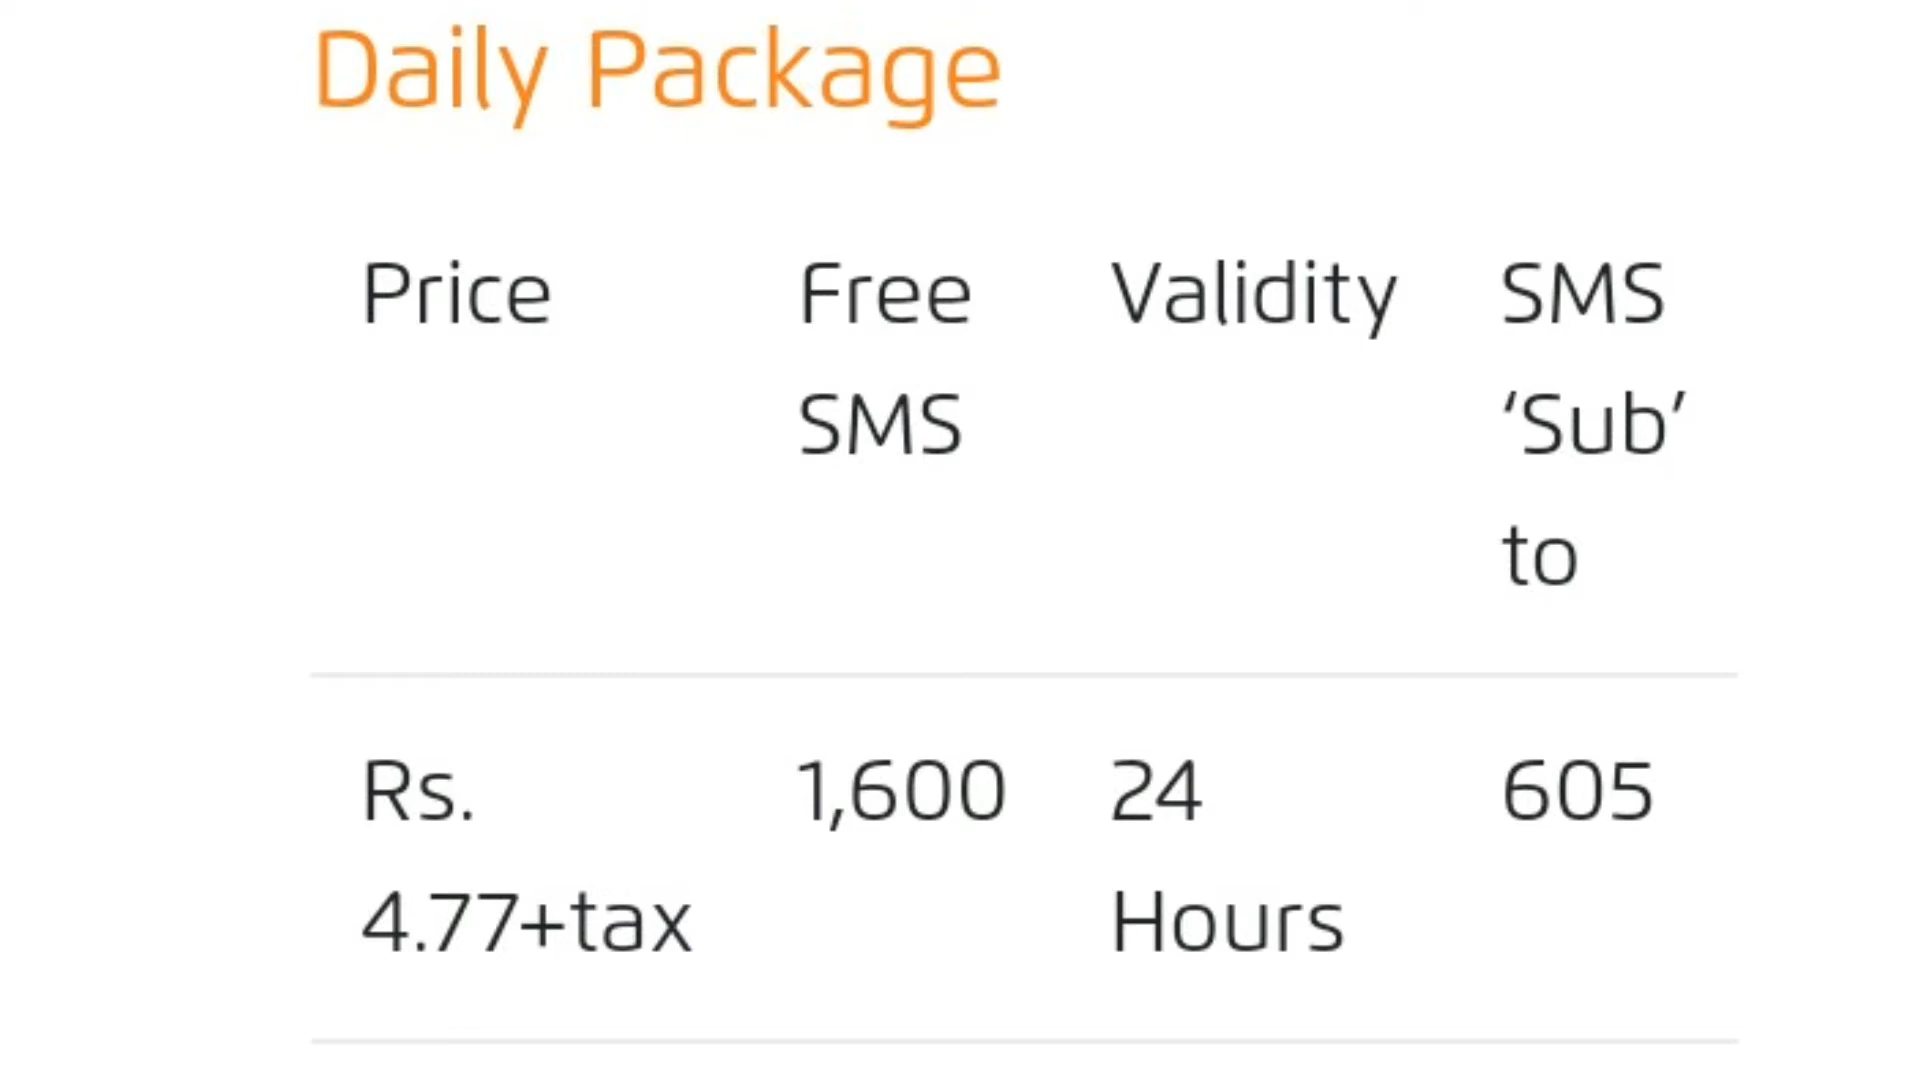 Daily Package
Price Free Validity SMS
SMS ‘Sub’
to
Rs. 1,600 24 605
4.77+tax Hours